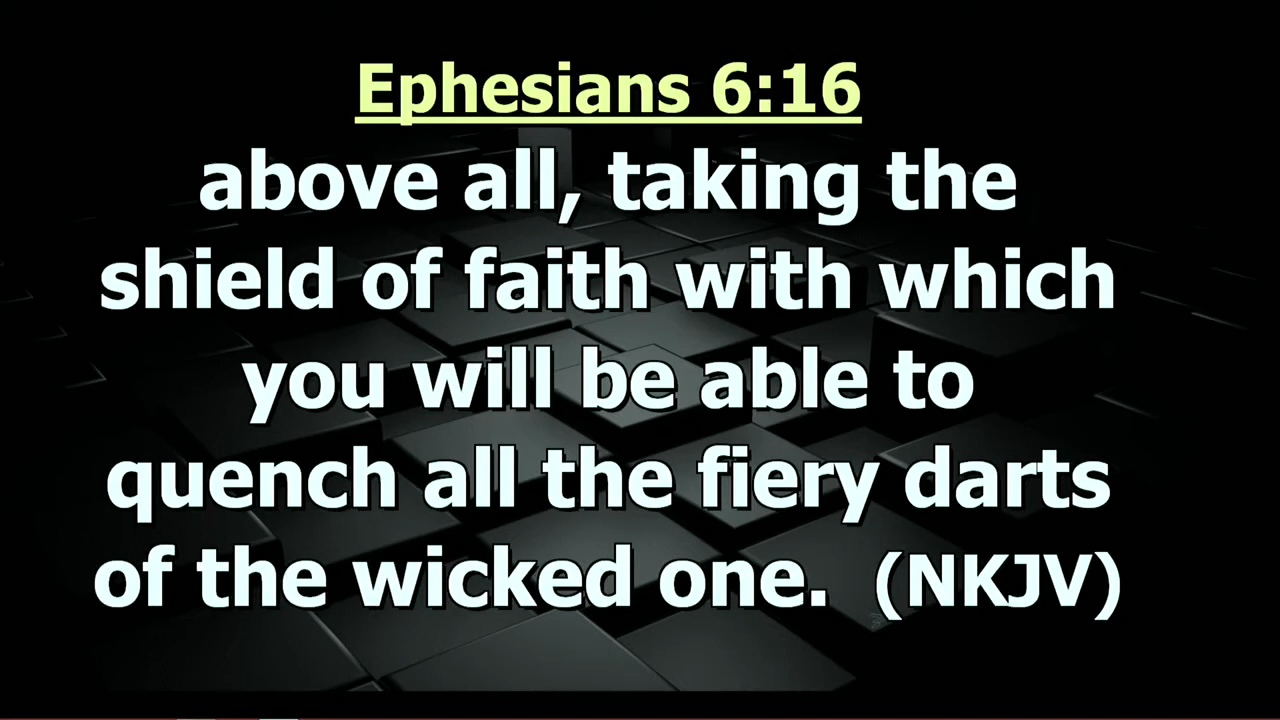 Ephesians 6:16
above all, taking the
shield of faith with which
you will be able to
quench all the fiery darts
of the wicked one.  (NKJV)